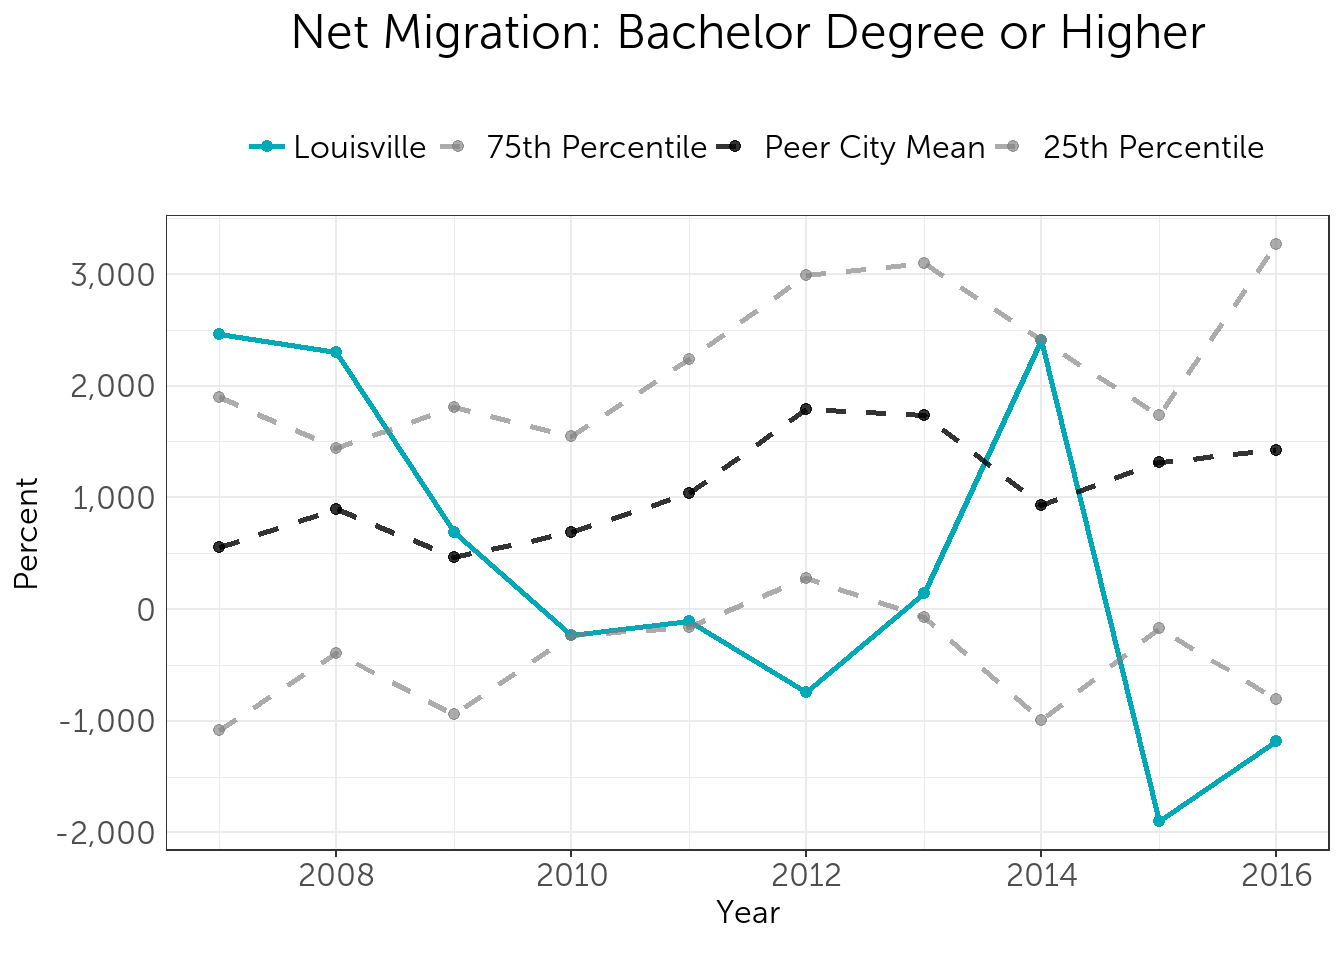 Net Migration: Bachelor Degree or Higher
Louisville 75th Percentile Peer City Mean 25th Percentile
3,000
2,000
1,000
0
-1,000
-2,000
Percent
2008 2010 2012 2014 2016
Year